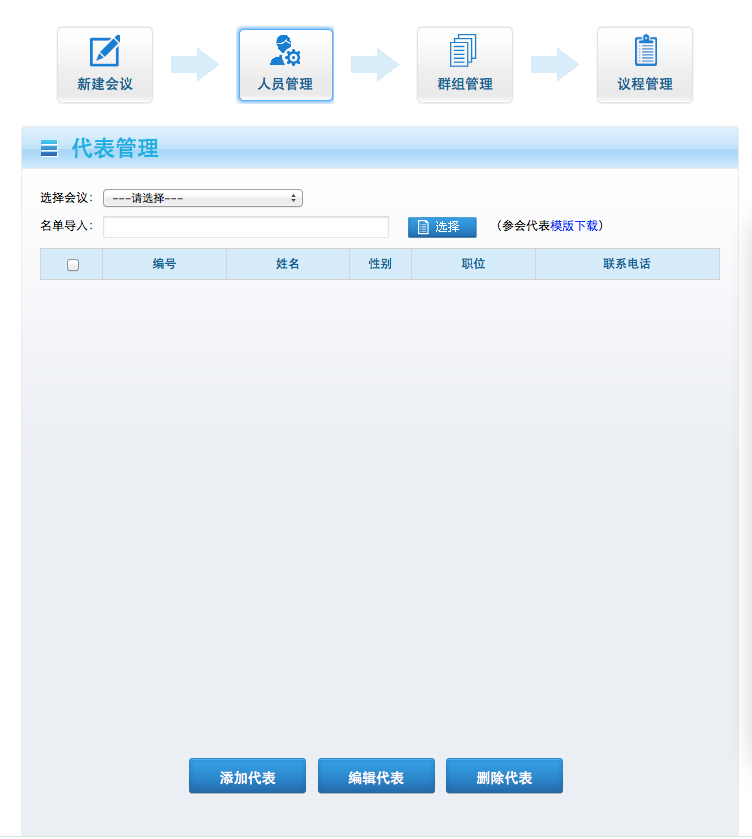 新建会议 人员管理 群组管理 议程管理
代表管理
选择会议： ---请选择---
名单导入： 选择 （参会代表模版下载）
编号 姓名 性别 职位 联系电话
添加代表 编辑代表 删除代表